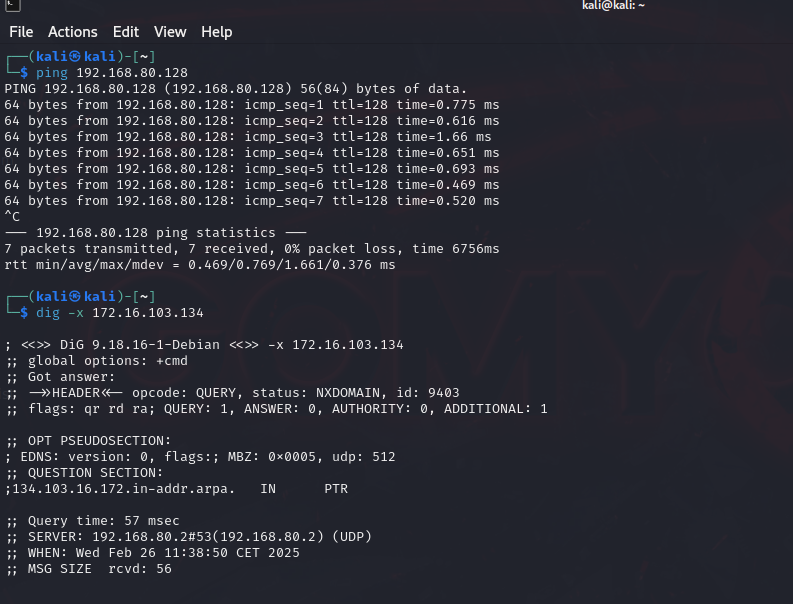 kali@kali: ~
File Actions Edit View Help
┌──(kali㉿kali)-[~]
└─$ ping 192.168.80.128
PING 192.168.80.128 (192.168.80.128) 56(84) bytes of data.
64 bytes from 192.168.80.128: icmp_seq=1 ttl=128 time=0.775 ms
64 bytes from 192.168.80.128: icmp_seq=2 ttl=128 time=0.616 ms
64 bytes from 192.168.80.128: icmp_seq=3 ttl=128 time=1.66 ms
64 bytes from 192.168.80.128: icmp_seq=4 ttl=128 time=0.651 ms
64 bytes from 192.168.80.128: icmp_seq=5 ttl=128 time=0.693 ms
64 bytes from 192.168.80.128: icmp_seq=6 ttl=128 time=0.469 ms
64 bytes from 192.168.80.128: icmp_seq=7 ttl=128 time=0.520 ms
^C
--- 192.168.80.128 ping statistics ---
7 packets transmitted, 7 received, 0% packet loss, time 6756ms
rtt min/avg/max/mdev = 0.469/0.769/1.661/0.376 ms
┌──(kali㉿kali)-[~]
└─$ dig -x 172.16.103.134
; <<>> DiG 9.18.16-1-Debian <<>> -x 172.16.103.134
;; global options: +cmd
;; Got answer:
;; ->>HEADER<<- opcode: QUERY, status: NXDOMAIN, id: 9403
;; flags: qr rd ra; QUERY: 1, ANSWER: 0, AUTHORITY: 0, ADDITIONAL: 1
;; OPT PSEUDOSECTION:
; EDNS: version: 0, flags:; MBZ: 0x0005, udp: 512
;; QUESTION SECTION:
;134.103.16.172.in-addr.arpa. IN PTR
;; Query time: 57 msec
;; SERVER: 192.168.80.2#53(192.168.80.2) (UDP)
;; WHEN: Wed Feb 26 11:38:50 CET 2025
;; MSG SIZE rcvd: 56
GOMY